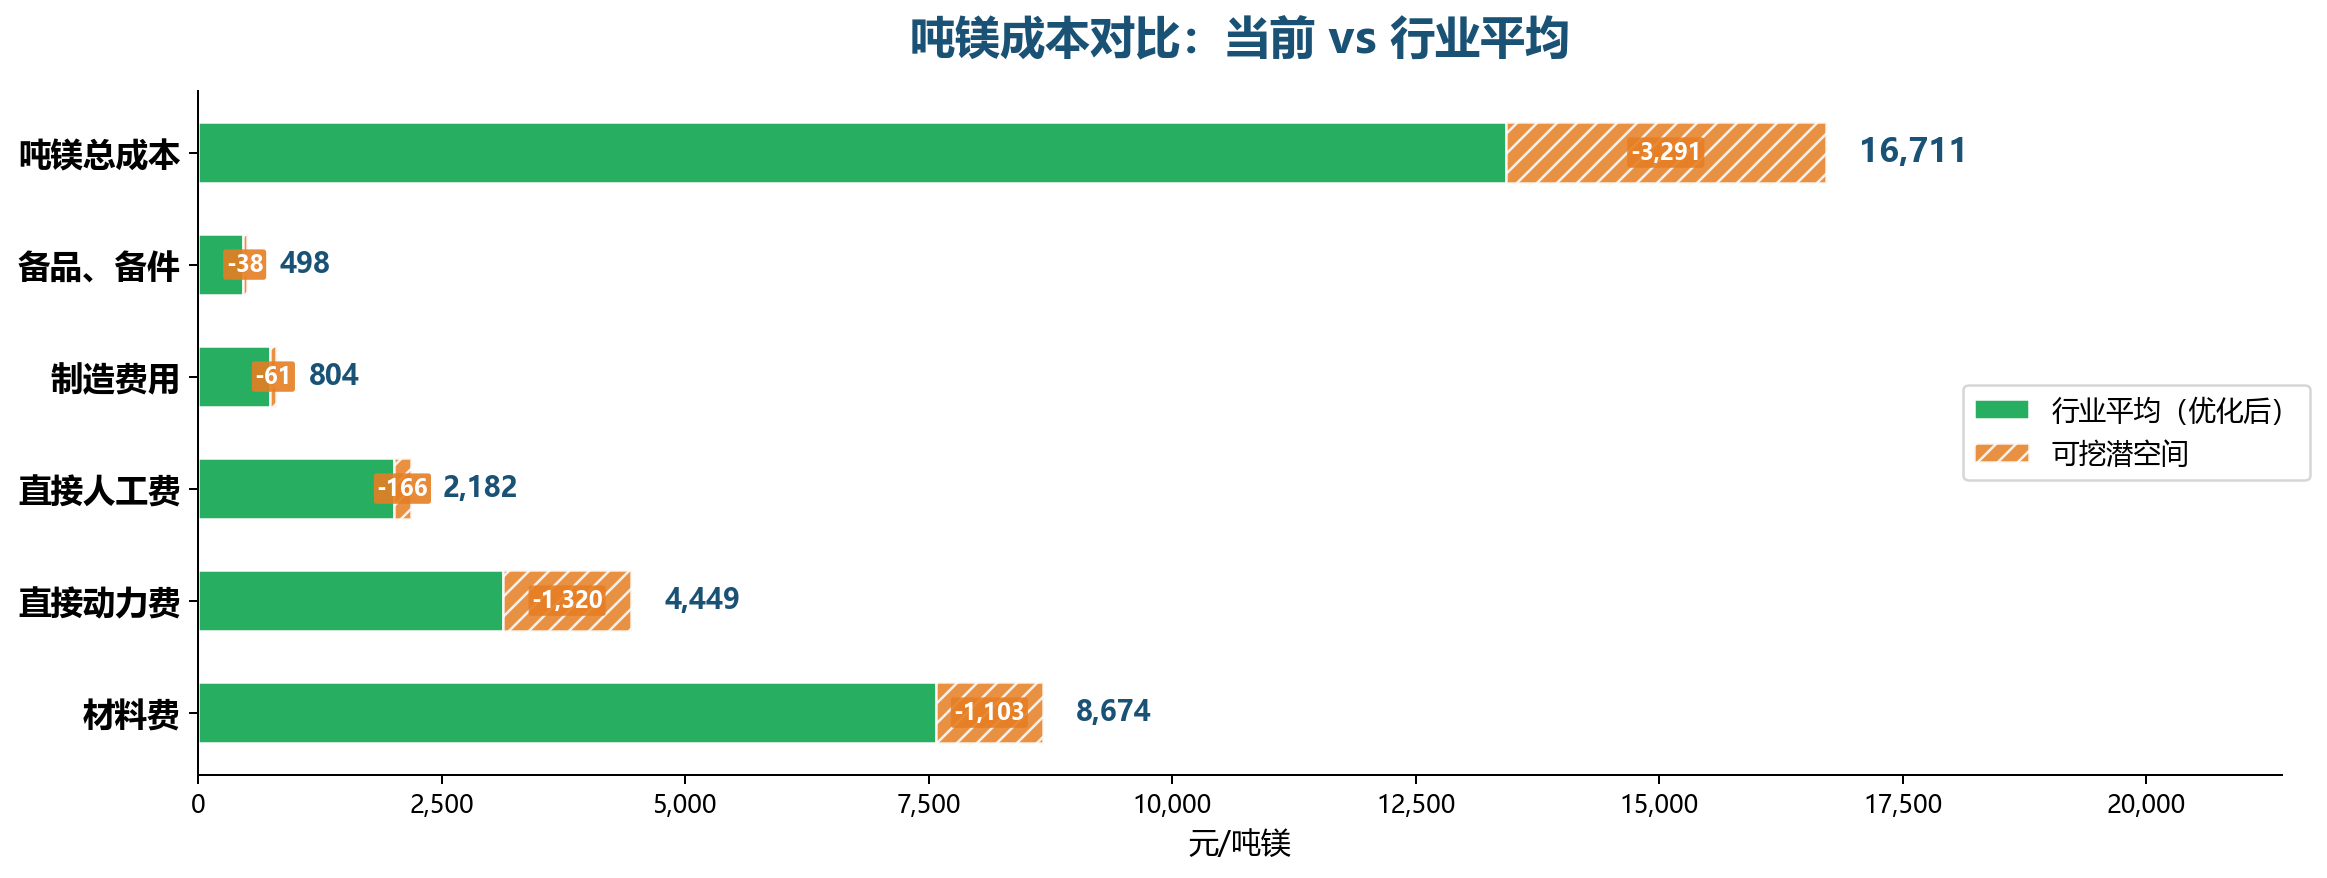 吨镁成本对比：当前 vs 行业平均
吨镁总成本 -3,291 16,711
备品、备件 -38 498
制造费用 -61 804
直接人工费 -166 2,182
直接动力费 -1,320 4,449
材料费 -1,103 8,674
行业平均（优化后）
可挖潜空间
0 2,500 5,000 7,500 10,000 12,500 15,000 17,500 20,000
元/吨镁